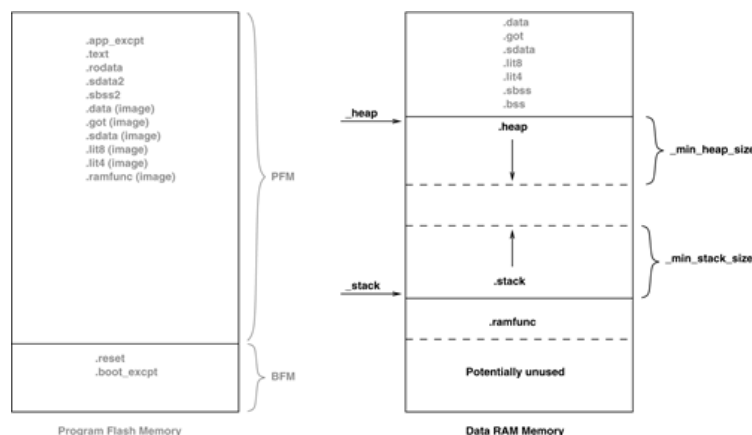 .app_excpt
.text
.rodata
.sdata2
.sbss2
.data (image)
.got (image)
.sdata (image)
.lit8 (image)
.lit4 (image)
.ramfunc (image)
PFM
.reset
.boot_excpt
BFM
Program Flash Memory
.data
.got
.sdata
.lit8
.lit4
.sbss
.bss
_heap
.heap
_min_heap_size
_min_stack_size
_stack
.stack
.ramfunc
Potentially unused
Data RAM Memory